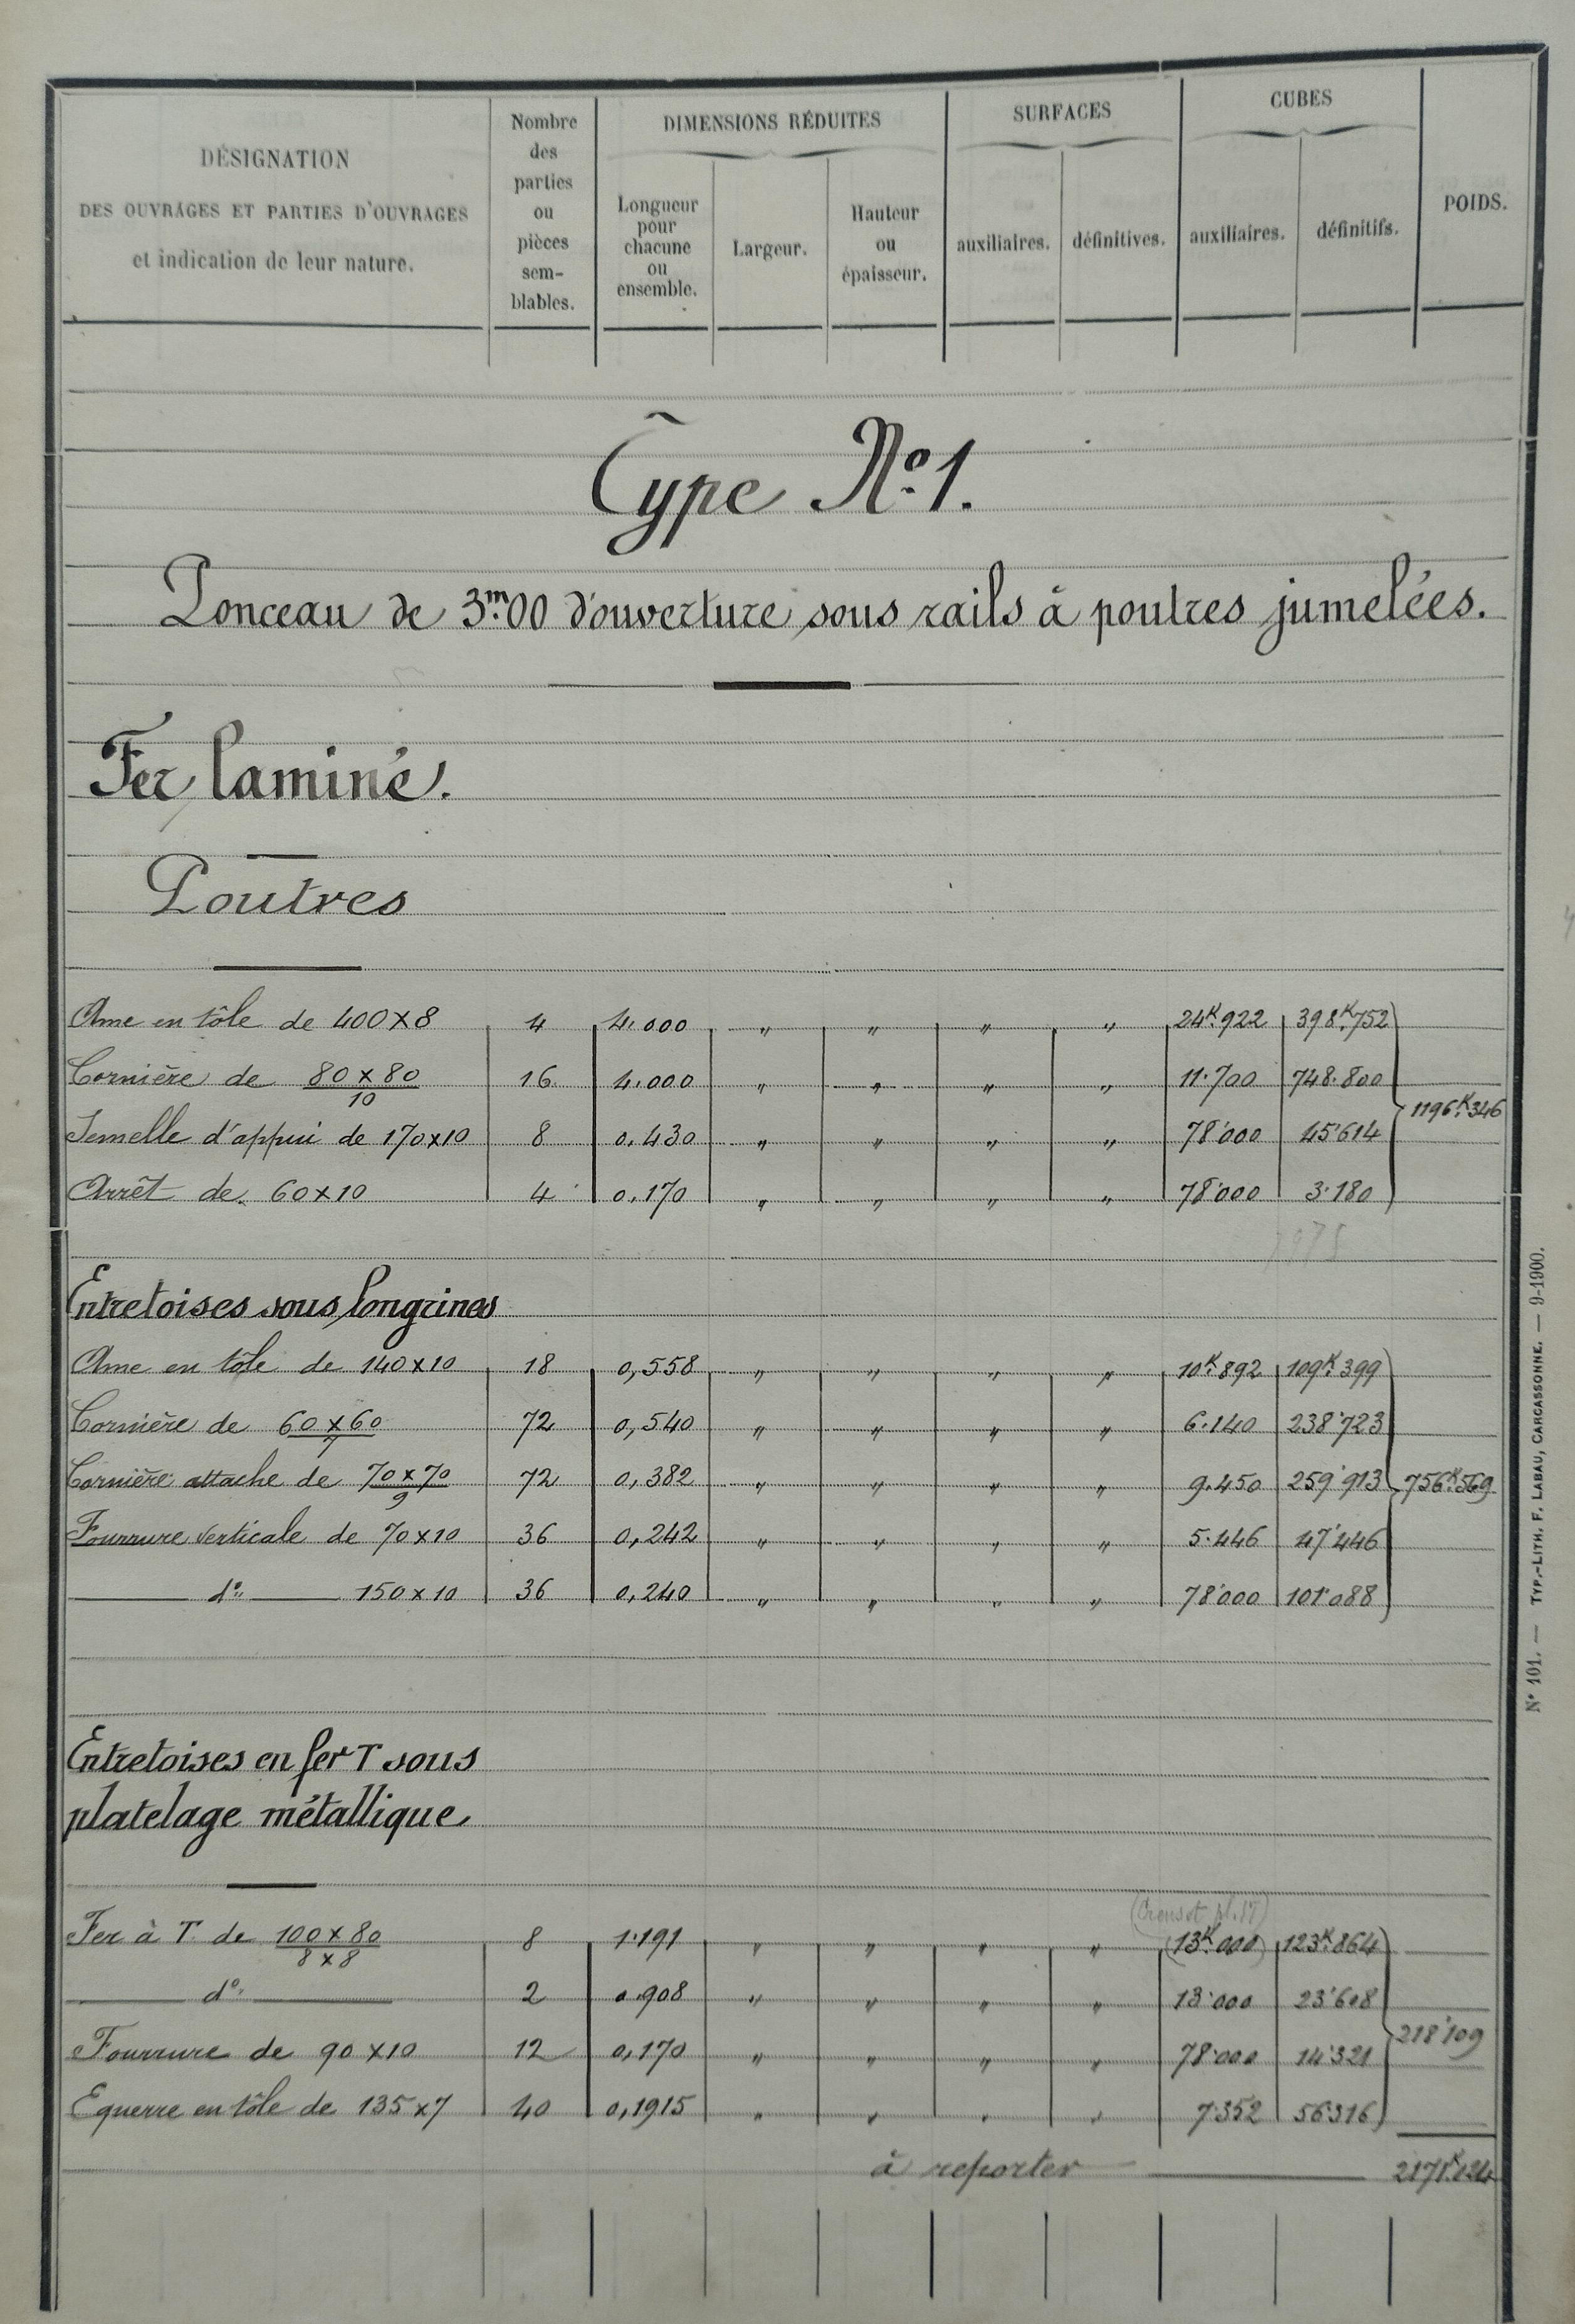 DÉSIGNATION
DES OUVRAGES ET PARTIES D'OUVRAGES
et indication de leur nature.
Nombre
des
parties
ou
pièces
sem-
blables.
DIMENSIONS RÉDUITES
Longueur
pour
chacune
ou
ensemble.
Largeur.
Hauteur
ou
épaisseur.
SURFACES
auxiliaires.
définitives.
CUBES
auxiliaires.
définitifs.
POIDS.
Type No 1.
Ponceau de 3m.00 d'ouverture sous rails à poutres jumelées.
Fer laminé.
Poutres
Ame en tôle de 400×8 4 4.000 " " " " 24K.922 398K.752
Cornière de 80×80/10 16 4.000 " " " " 11.700 748.800
1196K.346
Semelle d'appui de 170×10 8 0.430 " " " " 78.000 45.614
Arrêt de 60×10 4 0.170 " " " " 78.000 3.180
Entretoises sous longrines
Ame en tôle de 140×10 18 0,558 " " " " 10K.892 109K.399
Cornière de 60×60/7 72 0,540 " " " " 6.140 238.723
Cornière attache de 70×70/9 72 0,382 " " " " 9.450 259.913 756K.569
Fourrure verticale de 70×10 36 0,242 " " " " 5.446 47.446
do 150×10 36 0,240 " " " " 78.000 101.088
Entretoises en fer T sous
platelage métallique
(Creusot pl. 17)
Fer à T de 100×80/8×8 8 1.191 " " " " (13K.000) 123K.864
do 2 0.908 " " " " 13.000 23.608
218.109
Fourrure de 90×10 12 0,170 " " " " 78.000 14.321
Equerre en tôle de 135×7 40 0,1915 " " " " 7.352 56.316
à reporter 2171K.124
N° 101. — TYP.-LITH. F. LABAU, CARCASSONNE. — 9-1900.